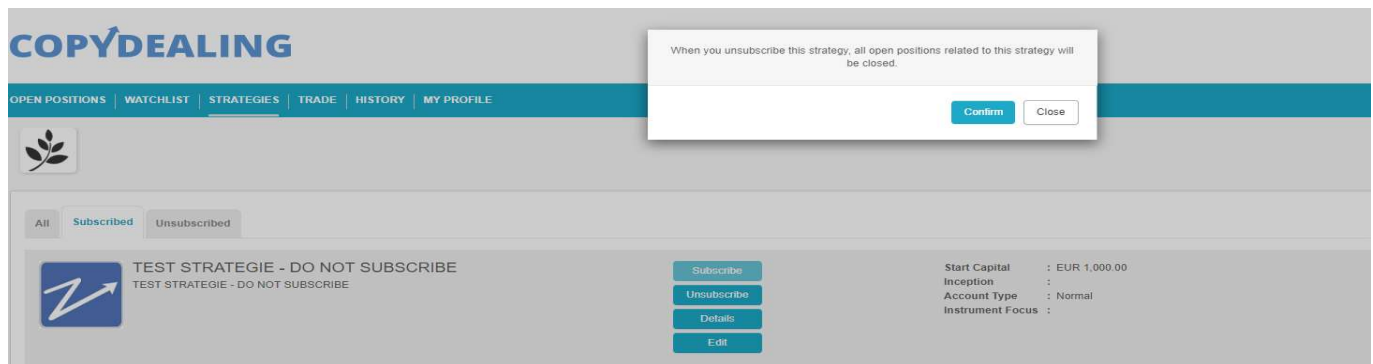 COPYDEALING
When you unsubscribe this strategy, all open positions related to this strategy will
be closed.
Confirm
Close
OPEN POSITIONS | WATCHLIST | STRATEGIES | TRADE | HISTORY | MY PROFILE
All
Subscribed
Unsubscribed
TEST STRATEGIE - DO NOT SUBSCRIBE
TEST STRATEGIE - DO NOT SUBSCRIBE
Subscribe
Unsubscribe
Details
Edit
Start Capital : EUR 1,000.00
Inception :
Account Type : Normal
Instrument Focus :